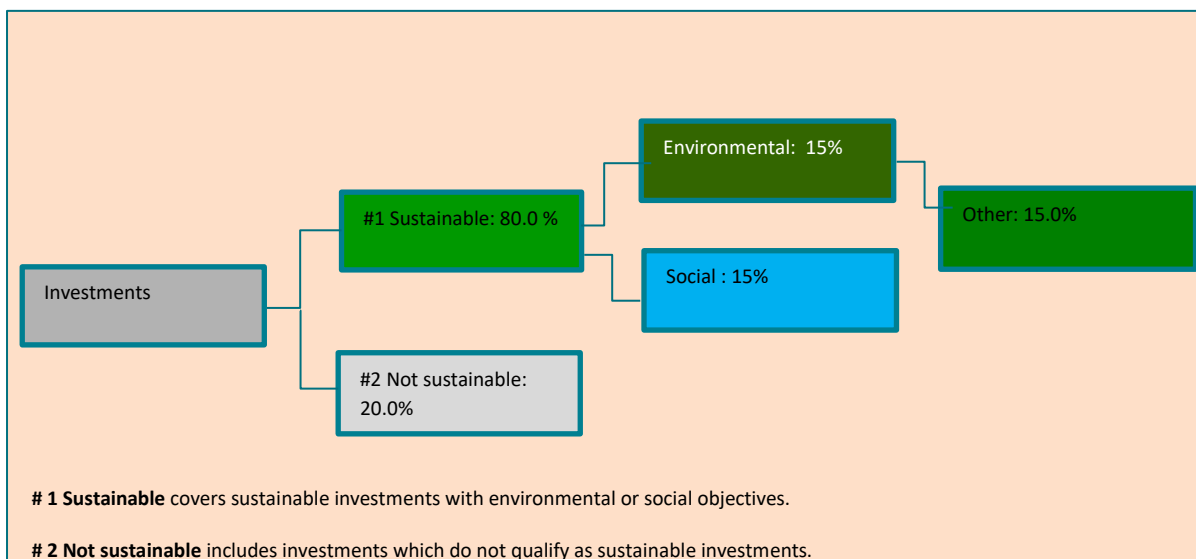 Environmental: 15%
#1 Sustainable: 80.0 %
Other: 15.0%
Social : 15%
Investments
#2 Not sustainable:
20.0%
# 1 Sustainable covers sustainable investments with environmental or social objectives.
# 2 Not sustainable includes investments which do not qualify as sustainable investments.